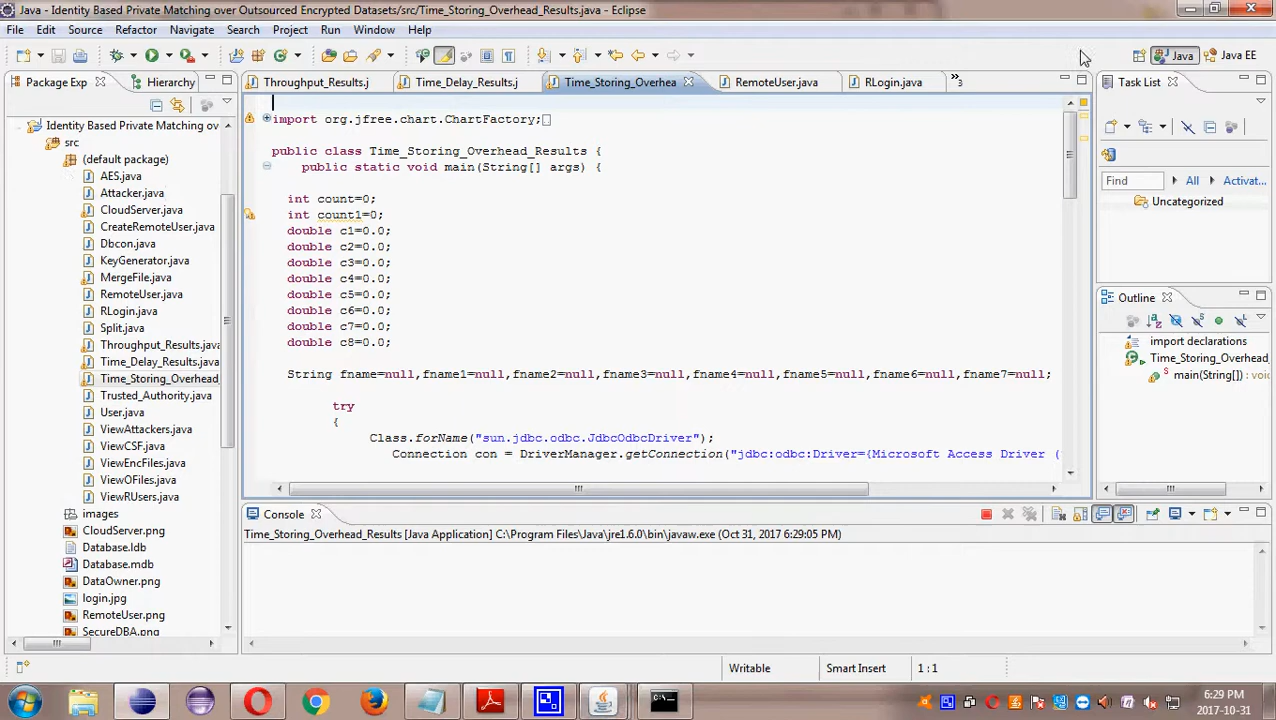 Java - Identity Based Private Matching over Outsourced Encrypted Datasets/src/Time_Storing_Overhead_Results.java - Eclipse
File Edit Source Refactor Navigate Search Project Run Window Help
Java Java EE
Package Exp Hierarchy
Throughput_Results.j Time_Delay_Results.j Time_Storing_Overhea RemoteUser.java RLogin.java 3
Task List
Identity Based Private Matching ov
src
(default package)
AES.java
Attacker.java
CloudServer.java
CreateRemoteUser.java
Dbcon.java
KeyGenerator.java
MergeFile.java
RemoteUser.java
RLogin.java
Split.java
Throughput_Results.java
Time_Delay_Results.java
Time_Storing_Overhead_
Trusted_Authority.java
User.java
ViewAttackers.java
ViewCSF.java
ViewEncFiles.java
ViewOFiles.java
ViewRUsers.java
images
CloudServer.png
Database.ldb
Database.mdb
DataOwner.png
login.jpg
RemoteUser.png
SecureDBA.png
import org.jfree.chart.ChartFactory;
public class Time_Storing_Overhead_Results {
public static void main(String[] args) {
int count=0;
int count1=0;
double c1=0.0;
double c2=0.0;
double c3=0.0;
double c4=0.0;
double c5=0.0;
double c6=0.0;
double c7=0.0;
double c8=0.0;
String fname=null,fname1=null,fname2=null,fname3=null,fname4=null,fname5=null,fname6=null,fname7=null;
try
{
Class.forName("sun.jdbc.odbc.JdbcOdbcDriver");
Connection con = DriverManager.getConnection("jdbc:odbc:Driver={Microsoft Access Driver (
Find All Activat...
Uncategorized
Outline
import declarations
Time_Storing_Overhead_
main(String[]) : vo
Console
Time_Storing_Overhead_Results [Java Application] C:\Program Files\Java\jre1.6.0\bin\javaw.exe (Oct 31, 2017 6:29:05 PM)
Writable Smart Insert 1 : 1
6:29 PM
2017-10-31